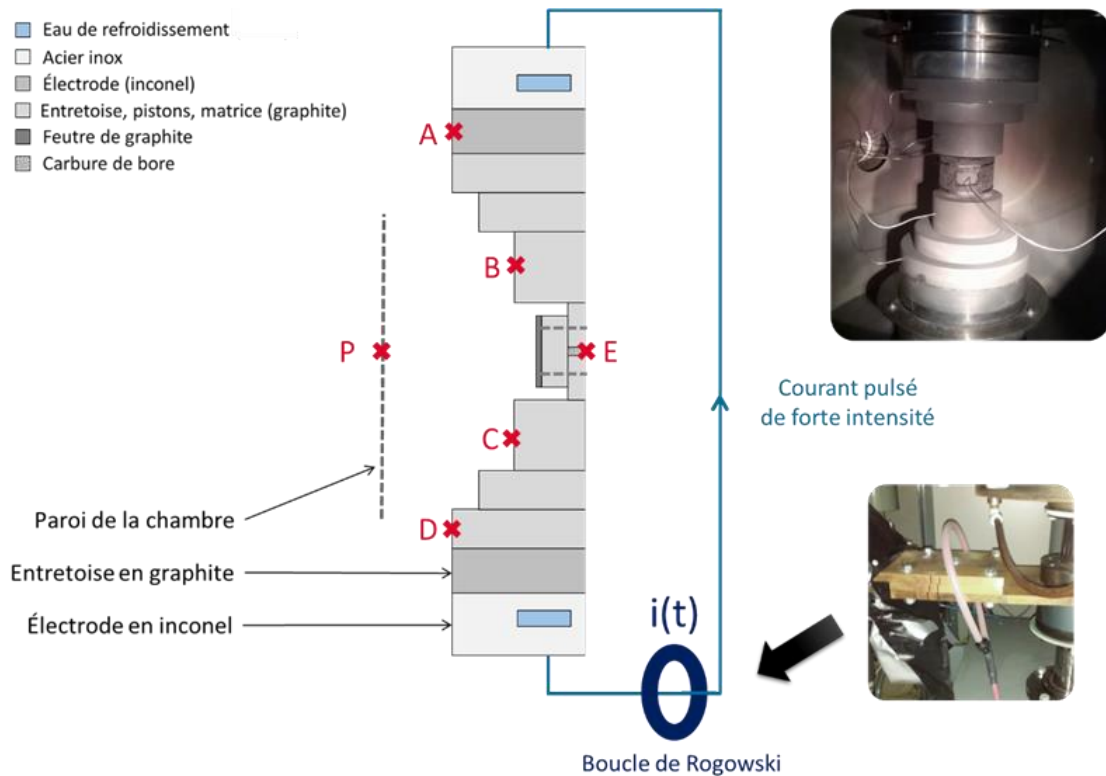 Eau de refroidissement
Acier inox
Électrode (inconel)
Entretoise, pistons, matrice (graphite)
Feutre de graphite
Carbure de bore
A
B
P
E
C
D
Courant pulsé
de forte intensité
Paroi de la chambre
Entretoise en graphite
Électrode en inconel
i(t)
Boucle de Rogowski